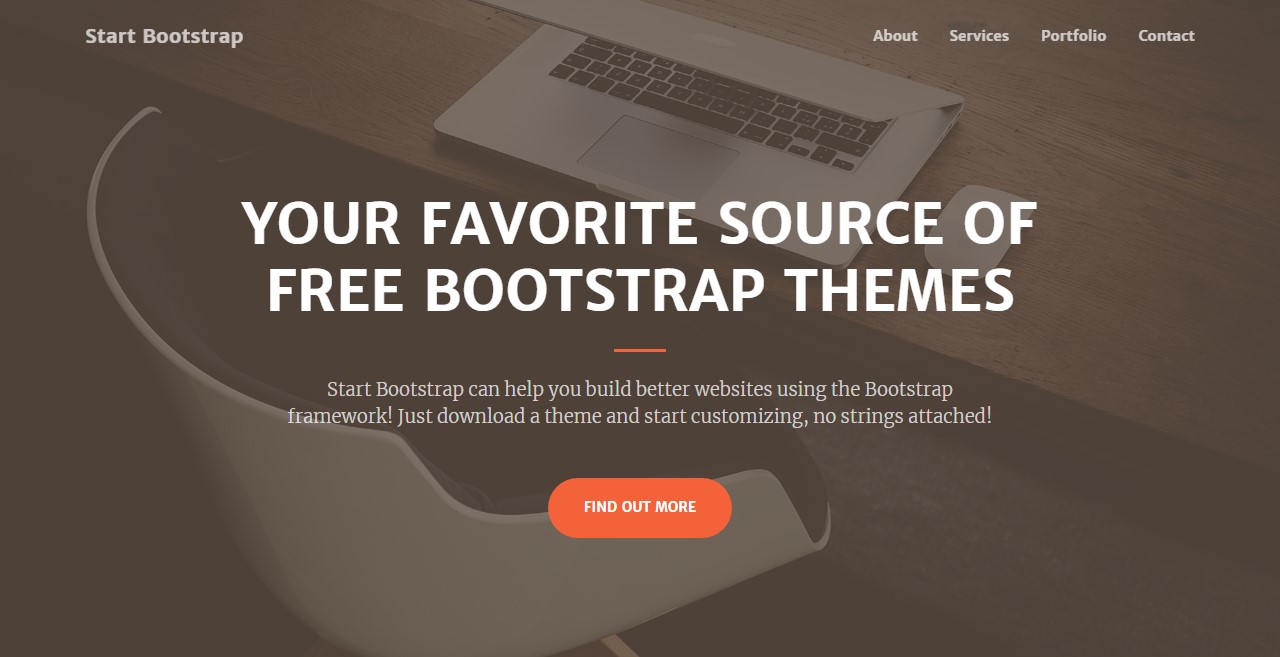 Start Bootstrap
About Services Portfolio Contact
YOUR FAVORITE SOURCE OF
FREE BOOTSTRAP THEMES
Start Bootstrap can help you build better websites using the Bootstrap
framework! Just download a theme and start customizing, no strings attached!
FIND OUT MORE